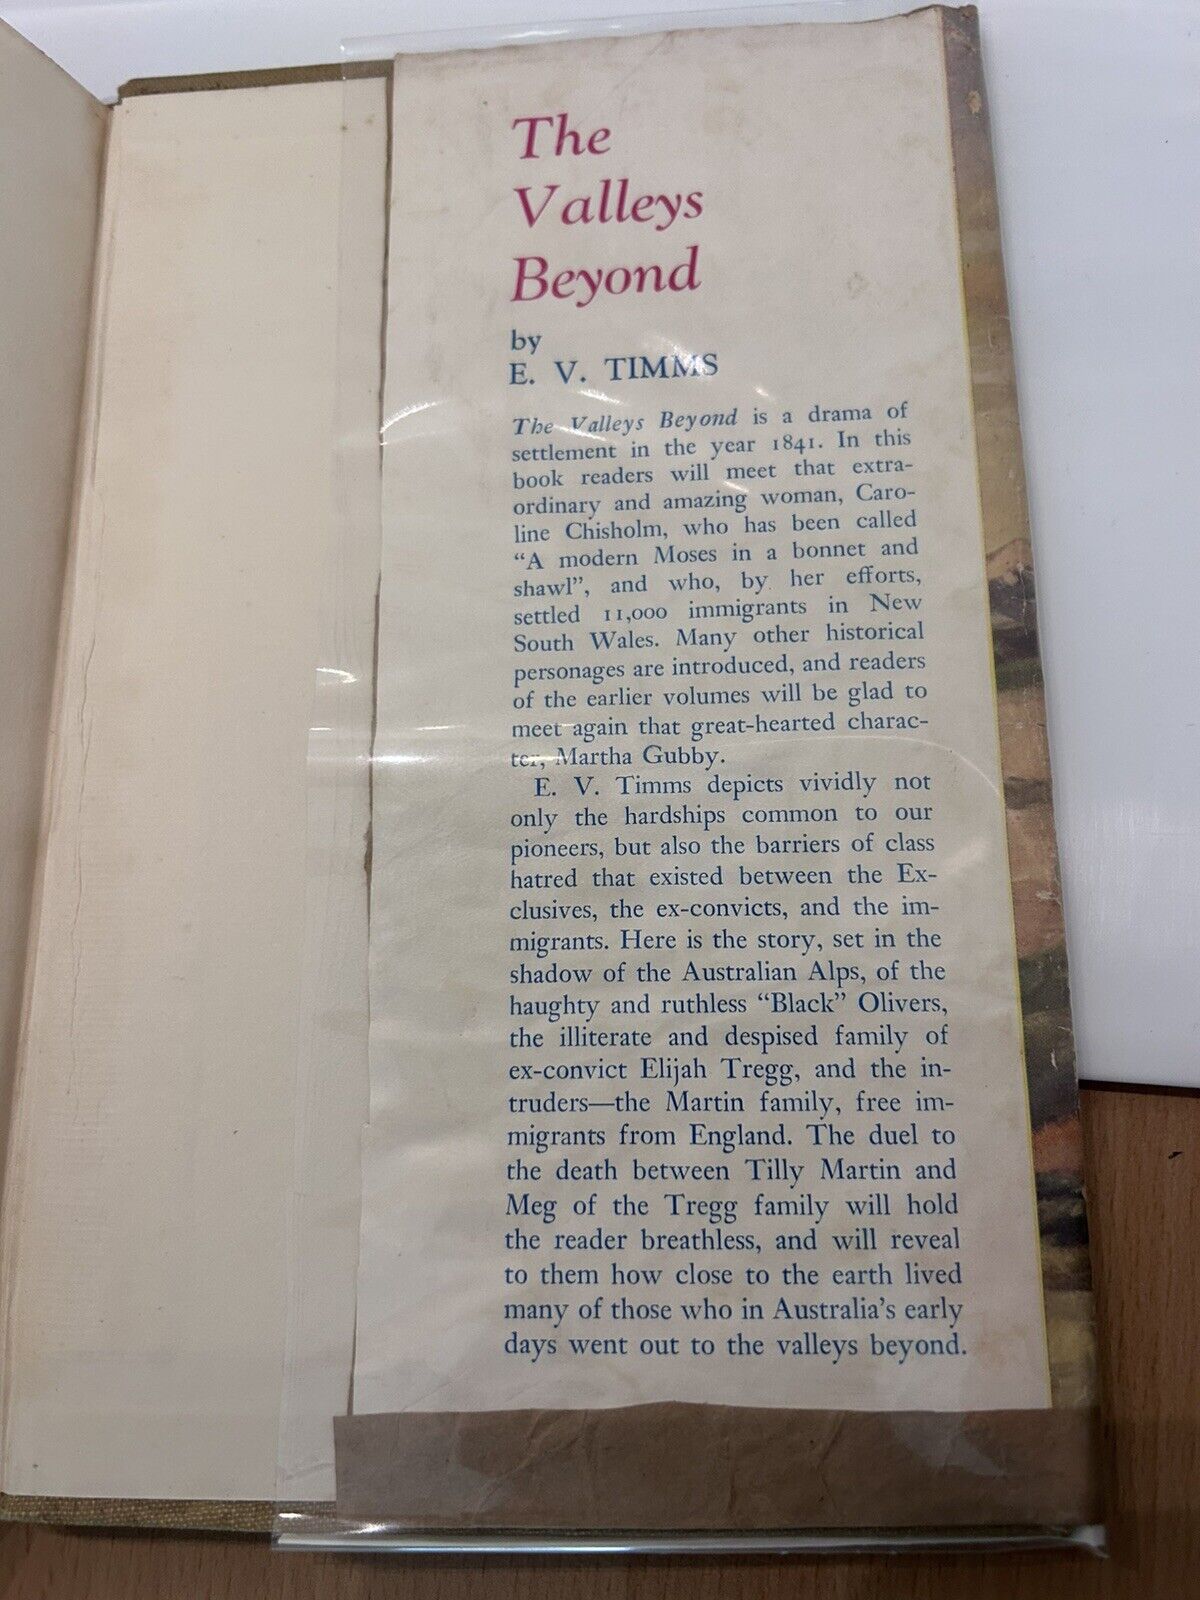 The
Valleys
Beyond
by
E. V. TIMMS
The Valleys Beyond is a drama of
settlement in the year 1841. In this
book readers will meet that extra-
ordinary and amazing woman, Caro-
line Chisholm, who has been called
“A modern Moses in a bonnet and
shawl”, and who, by her efforts,
settled 11,000 immigrants in New
South Wales. Many other historical
personages are introduced, and readers
of the earlier volumes will be glad to
meet again that great-hearted charac-
ter, Martha Gubby.
E. V. Timms depicts vividly not
only the hardships common to our
pioneers, but also the barriers of class
hatred that existed between the Ex-
clusives, the ex-convicts, and the im-
migrants. Here is the story, set in the
shadow of the Australian Alps, of the
haughty and ruthless “Black” Olivers,
the illiterate and despised family of
ex-convict Elijah Tregg, and the in-
truders—the Martin family, free im-
migrants from England. The duel to
the death between Tilly Martin and
Meg of the Tregg family will hold
the reader breathless, and will reveal
to them how close to the earth lived
many of those who in Australia’s early
days went out to the valleys beyond.